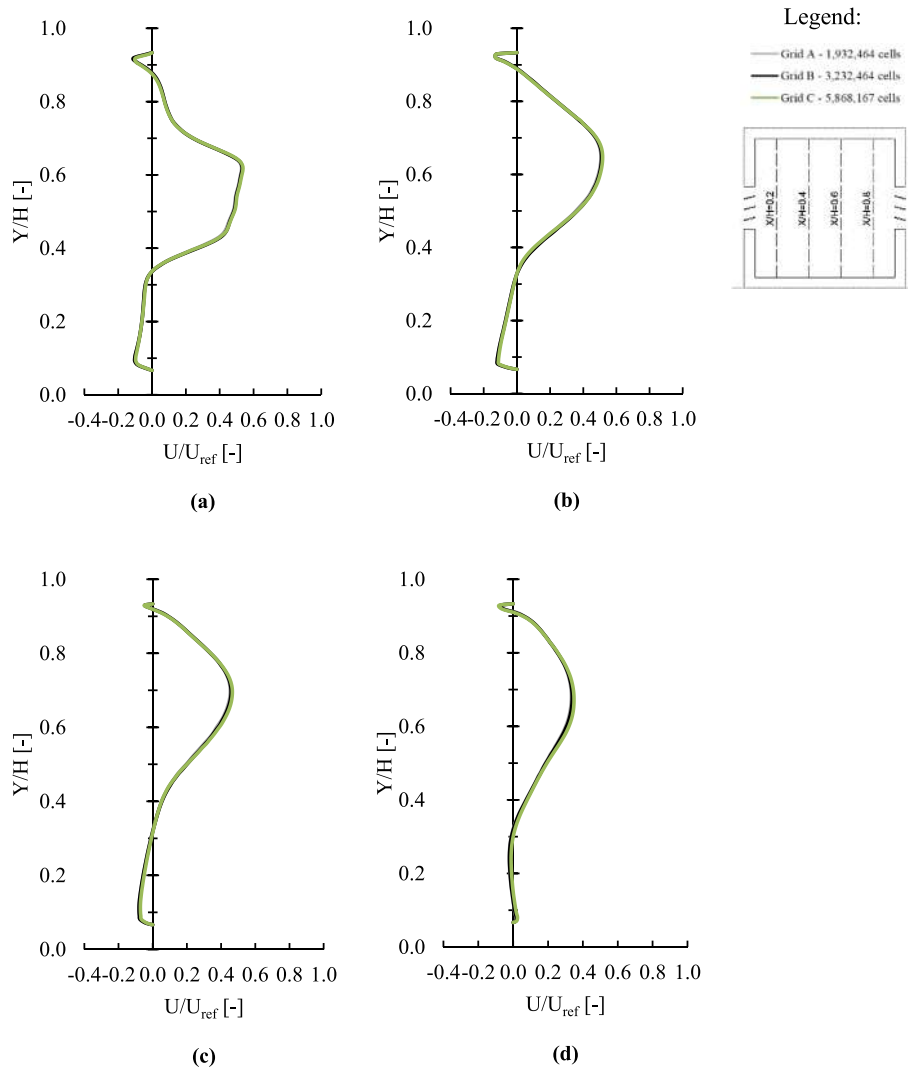 Legend:
Grid A - 1,932,464 cells
Grid B - 3,232,464 cells
Grid C - 5,868,167 cells
X/H=0.2
X/H=0.4
X/H=0.6
X/H=0.8
1.0
0.8
0.6
0.4
0.2
0.0
Y/H [-]
-0.4 -0.2 0.0 0.2 0.4 0.6 0.8 1.0
U/Uref [-]
(a)
1.0
0.8
0.6
0.4
0.2
0.0
Y/H [-]
-0.4 -0.2 0.0 0.2 0.4 0.6 0.8 1.0
U/Uref [-]
(b)
1.0
0.8
0.6
0.4
0.2
0.0
Y/H [-]
-0.4 -0.2 0.0 0.2 0.4 0.6 0.8 1.0
U/Uref [-]
(c)
1.0
0.8
0.6
0.4
0.2
0.0
Y/H [-]
-0.4 -0.2 0.0 0.2 0.4 0.6 0.8 1.0
U/Uref [-]
(d)